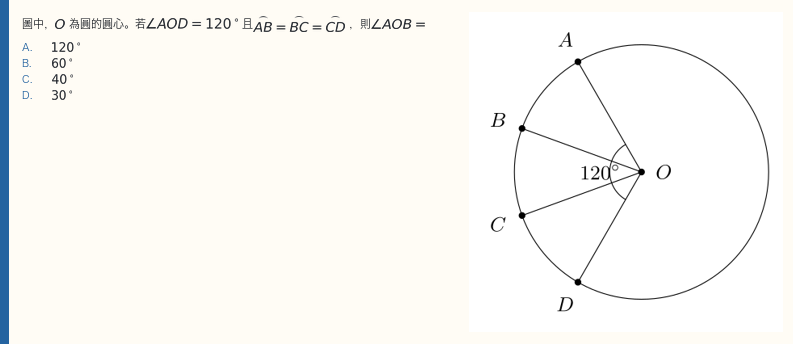 圖中，O 為圓的圓心。若∠AOD = 120°且⌢AB = ⌢BC = ⌢CD，則∠AOB =
A. 120°
B. 60°
C. 40°
D. 30°
A
B
120°
O
C
D